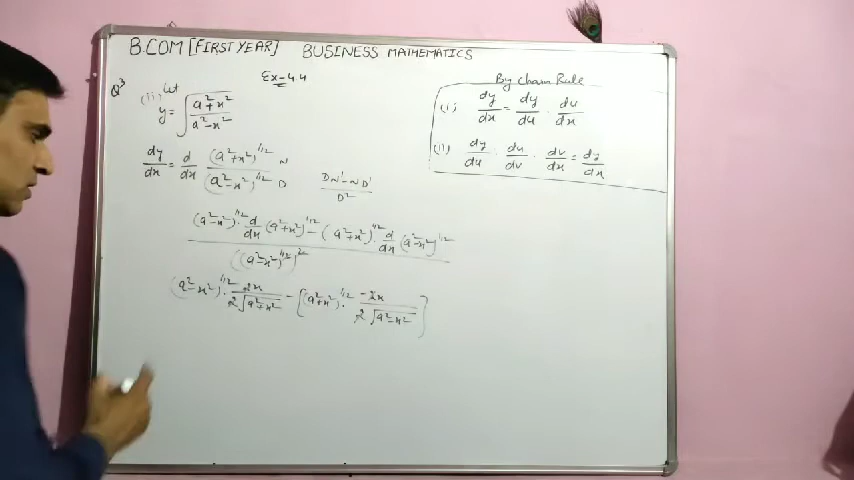 B.COM [FIRST YEAR] BUSINESS MATHEMATICS
Ex-4.4
Q3
(ii) Let
y = √((a²+x²)/(a²-x²))
dy/dx = d/dx (a²+x²)^1/2 N / (a²-x²)^1/2 D
DN'-ND' / D²
(a²-x²)^1/2 · d/dx (a²+x²)^1/2 - (a²+x²)^1/2 · d/dx (a²-x²)^1/2 / ((a²-x²)^1/2)²
(a²-x²)^1/2 · 2x / 2√(a²+x²) - [(a²+x²)^1/2 · -2x / 2√(a²-x²)]
By Chain Rule
(i) dy/dx = dy/du · du/dx
(ii) dy/du · du/dv · dv/dx = dy/dx